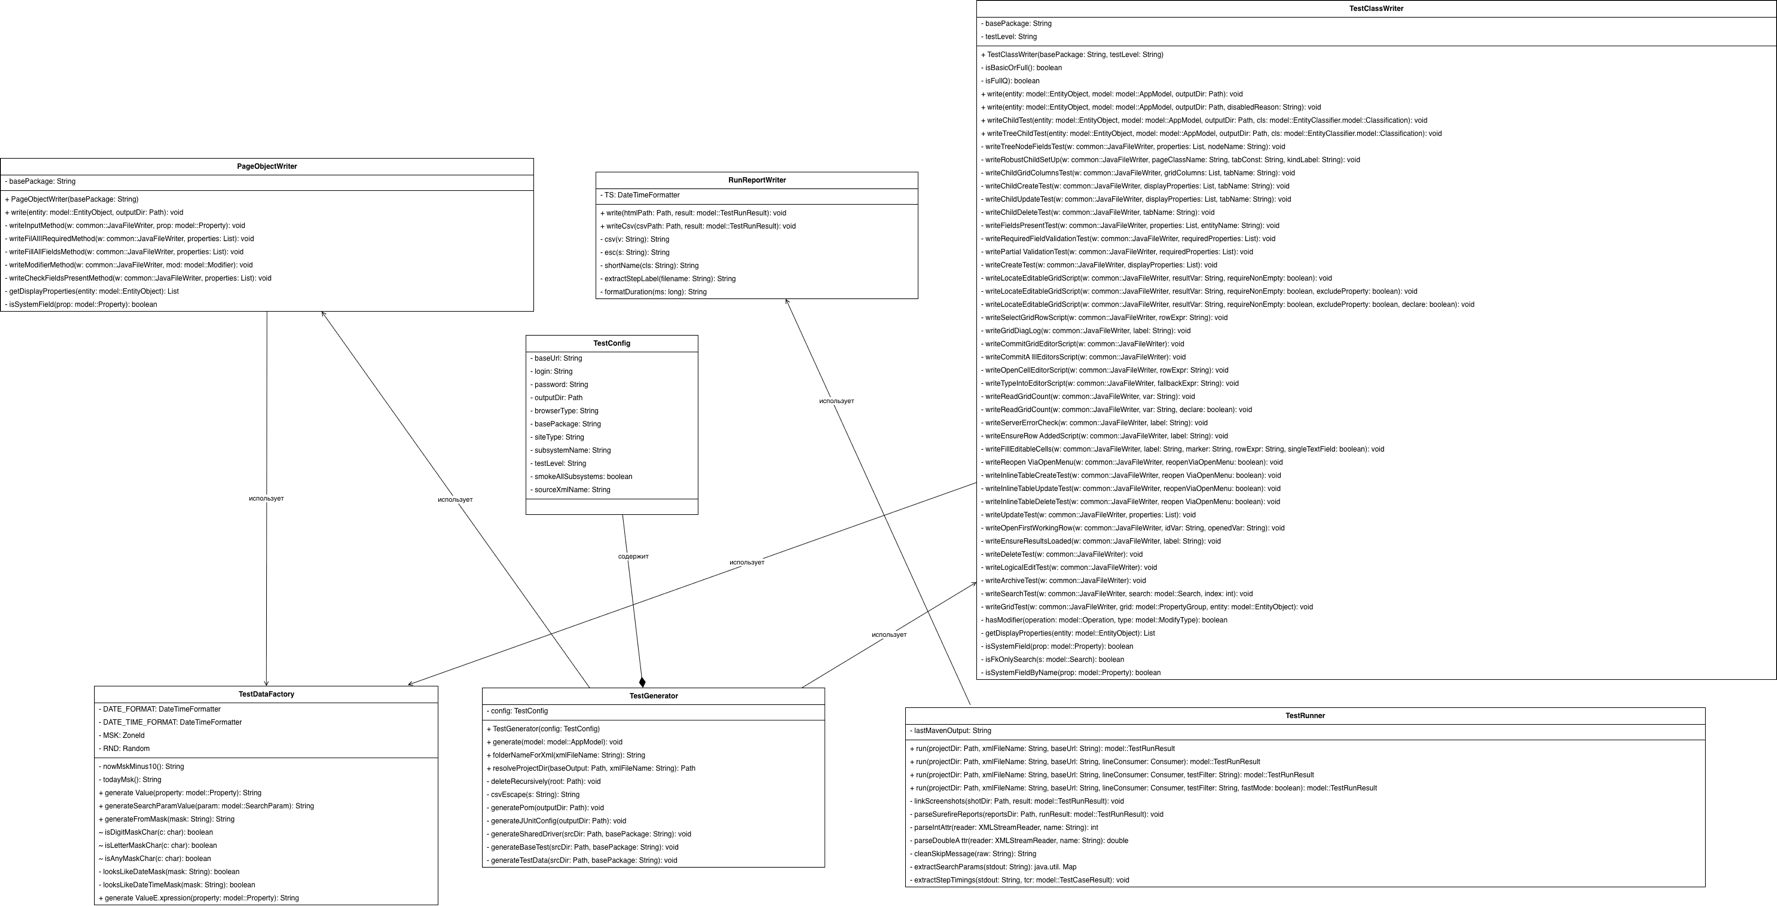 PageObjectWriter
- basePackage: String
+ PageObjectWriter(basePackage: String)
+ write(entity: model::EntityObject, outputDir: Path): void
- writeInputMethod(w: common::JavaFileWriter, prop: model::Property): void
- writeFilAllRequiredMethod(w: common::JavaFileWriter, properties: List): void
- writeFillAllFieldsMethod(w: common::JavaFileWriter, properties: List): void
- writeModifierMethod(w: common::JavaFileWriter, mod: model::Modifier): void
- writeCheckFieldsPresentMethod(w: common::JavaFileWriter, properties: List): void
- getDisplayProperties(entity: model::EntityObject): List
- isSystemField(prop: model::Property): boolean
RunReportWriter
- TS: DateTimeFormatter
+ write(htmlPath: Path, result: model::TestRunResult): void
+ writeCsv(csvPath: Path, result: model::TestRunResult): void
- csv(v: String): String
- esc(s: String): String
- shortName(cls: String): String
- extractStepLabel(filename: String): String
- formatDuration(ms: long): String
TestConfig
- baseUrl: String
- login: String
- password: String
- outputDir: Path
- browserType: String
- basePackage: String
- siteType: String
- subsystemName: String
- testLevel: String
- smokeAllSubsystems: boolean
- sourceXmlName: String
TestClassWriter
- basePackage: String
- testLevel: String
+ TestClassWriter(basePackage: String, testLevel: String)
- isBasicOrFull(): boolean
- isFullQ): boolean
+ write(entity: model::EntityObject, model: model::AppModel, outputDir: Path): void
+ write(entity: model::EntityObject, model: model::AppModel, outputDir: Path, disabledReason: String): void
+ writeChildTest(entity: model::EntityObject, model: model::AppModel, outputDir: Path, cls: model::EntityClassifier.model::Classification): void
+ writeTreeChildTest(entity: model::EntityObject, model: model::AppModel, outputDir: Path, cls: model::EntityClassifier.model::Classification): void
- writeTreeNodeFieldsTest(w: common::JavaFileWriter, properties: List, nodeName: String): void
- writeRobustChildSetUp(w: common::JavaFileWriter, pageClassName: String, tabConst: String, kindLabel: String): void
- writeChildGridColumnsTest(w: common::JavaFileWriter, gridColumns: List, tabName: String): void
- writeChildCreateTest(w: common::JavaFileWriter, displayProperties: List, tabName: String): void
- writeChildUpdateTest(w: common::JavaFileWriter, displayProperties: List, tabName: String): void
- writeChildDeleteTest(w: common::JavaFileWriter, tabName: String): void
- writeFieldsPresentTest(w: common::JavaFileWriter, properties: List, entityName: String): void
- writeRequiredFieldValidationTest(w: common::JavaFileWriter, requiredProperties: List): void
- writePartial ValidationTest(w: common::JavaFileWriter, requiredProperties: List): void
- writeCreateTest(w: common::JavaFileWriter, displayProperties: List): void
- writeLocateEditableGridScript(w: common::JavaFileWriter, resultVar: String, requireNonEmpty: boolean): void
- writeLocateEditableGridScript(w: common::JavaFileWriter, resultVar: String, requireNonEmpty: boolean, excludeProperty: boolean): void
- writeLocateEditableGridScript(w: common::JavaFileWriter, resultVar: String, requireNonEmpty: boolean, excludeProperty: boolean, declare: boolean): void
- writeSelectGridRowScript(w: common::JavaFileWriter, rowExpr: String): void
- writeGridDiagLog(w: common::JavaFileWriter, label: String): void
- writeCommitGridEditorScript(w: common::JavaFileWriter): void
- writeCommitA lllEditorsScript(w: common::JavaFileWriter): void
- writeOpenCellEditorScript(w: common::JavaFileWriter, rowExpr: String): void
- writeTypeIntoEditorScript(w: common::JavaFileWriter, fallbackExpr: String): void
- writeReadGridCount(w: common::JavaFileWriter, var: String): void
- writeReadGridCount(w: common::JavaFileWriter, var: String, declare: boolean): void
- writeServerErrorCheck(w: common::JavaFileWriter, label: String): void
- writeEnsureRow AddedScript(w: common::JavaFileWriter, label: String): void
- writeFillEditableCells(w: common::JavaFileWriter, label: String, marker: String, rowExpr: String, singleTextField: boolean): void
- writeReopen ViaOpenMenu(w: common::JavaFileWriter, reopenViaOpenMenu: boolean): void
- writeInlineTableCreateTest(w: common::JavaFileWriter, reopen ViaOpenMenu: boolean): void
- writeInlineTableUpdateTest(w: common::JavaFileWriter, reopenViaOpenMenu: boolean): void
- writeInlineTableDeleteTest(w: common::JavaFileWriter, reopen ViaOpenMenu: boolean): void
- writeUpdateTest(w: common::JavaFileWriter, properties: List): void
- writeOpenFirstWorkingRow(w: common::JavaFileWriter, idVar: String, openedVar: String): void
- writeEnsureResultsLoaded(w: common::JavaFileWriter, label: String): void
- writeDeleteTest(w: common::JavaFileWriter): void
- writeLogicalEditTest(w: common::JavaFileWriter): void
- writeArchiveTest(w: common::JavaFileWriter): void
- writeSearchTest(w: common::JavaFileWriter, search: model::Search, index: int): void
- writeGridTest(w: common::JavaFileWriter, grid: model::PropertyGroup, entity: model::EntityObject): void
- hasModifier(operation: model::Operation, type: model::ModifyType): boolean
- getDisplayProperties(entity: model::EntityObject): List
- isSystemField(prop: model::Property): boolean
- isFkOnlySearch(s: model::Search): boolean
- isSystemFieldByName(prop: model::Property): boolean
использует
использует
использует
содержит
использует
использует
TestDataFactory
- DATE_FORMAT: DateTimeFormatter
- DATE_TIME_FORMAT: DateTimeFormatter
- MSK: ZoneId
- RND: Random
- nowMskMinus10(): String
- todayMsk(): String
+ generate Value(property: model::Property): String
+ generateSearchParamValue(param: model::SearchParam): String
+ generateFromMask(mask: String): String
~ isDigitMaskChar(c: char): boolean
~ isLetterMaskChar(c: char): boolean
~ isAnyMaskChar(c: char): boolean
- looksLikeDateMask(mask: String): boolean
- looksLikeDateTimeMask(mask: String): boolean
+ generate ValueE.xpression(property: model::Property): String
TestGenerator
- config: TestConfig
+ TestGenerator(config: TestConfig)
+ generate(model: model::AppModel): void
+ folderNameForXml(xmlFileName: String): String
+ resolveProjectDir(baseOutput: Path, xmlFileName: String): Path
- deleteRecursively(root: Path): void
- csvEscape(s: String): String
- generatePom(outputDir: Path): void
- generateJUnitConfig(outputDir: Path): void
- generateSharedDriver(srcDir: Path, basePackage: String): void
- generateBaseTest(srcDir: Path, basePackage: String): void
- generateTestData(srcDir: Path, basePackage: String): void
TestRunner
- lastMavenOutput: String
+ run(projectDir: Path, xmlFileName: String, baseUrl: String): model::TestRunResult
+ run(projectDir: Path, xmlFileName: String, baseUrl: String, lineConsumer: Consumer): model::TestRunResult
+ run(projectDir: Path, xmlFileName: String, baseUrl: String, lineConsumer: Consumer, testFilter: String): model::TestRunResult
+ run(projectDir: Path, xmlFileName: String, baseUrl: String, lineConsumer: Consumer, testFilter: String, fastMode: boolean): model::TestRunResult
- linkScreenshots(shotDir: Path, result: model::TestRunResult): void
- parseSurefireReports(reportsDir: Path, runResult: model::TestRunResult): void
- parseIntAttr(reader: XMLStreamReader, name: String): int
- parseDoubleA ttr(reader: XMLStreamReader, name: String): double
- cleanSkipMessage(raw: String): String
- extractSearchParams(stdout: String): java.util. Map
- extractStepTimings(stdout: String, tcr: model::TestCaseResult): void